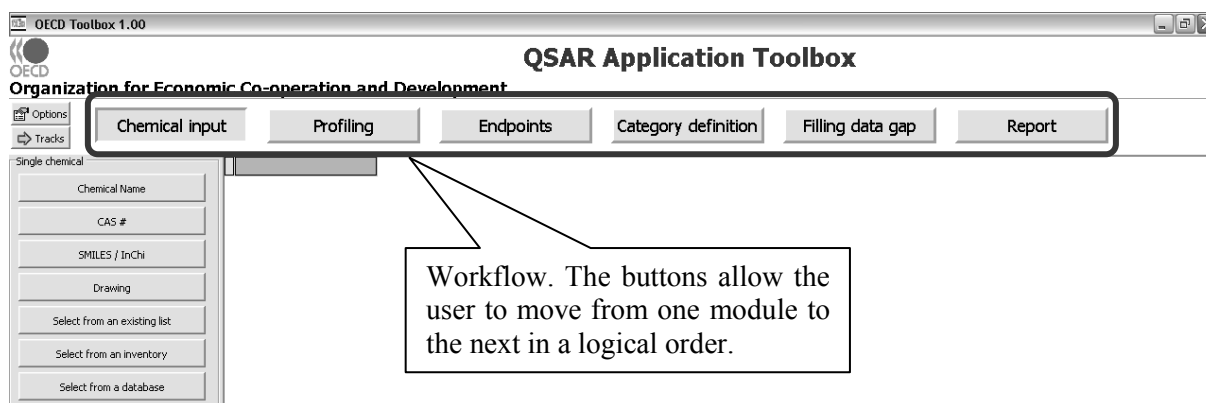 OECD Toolbox 1.00
OECD
QSAR Application Toolbox
Organization for Economic Co-operation and Development
Options
Tracks
Chemical input
Profiling
Endpoints
Category definition
Filling data gap
Report
Single chemical
Chemical Name
CAS #
SMILES / InChi
Drawing
Select from an existing list
Select from an inventory
Select from a database
Workflow. The buttons allow the
user to move from one module to
the next in a logical order.